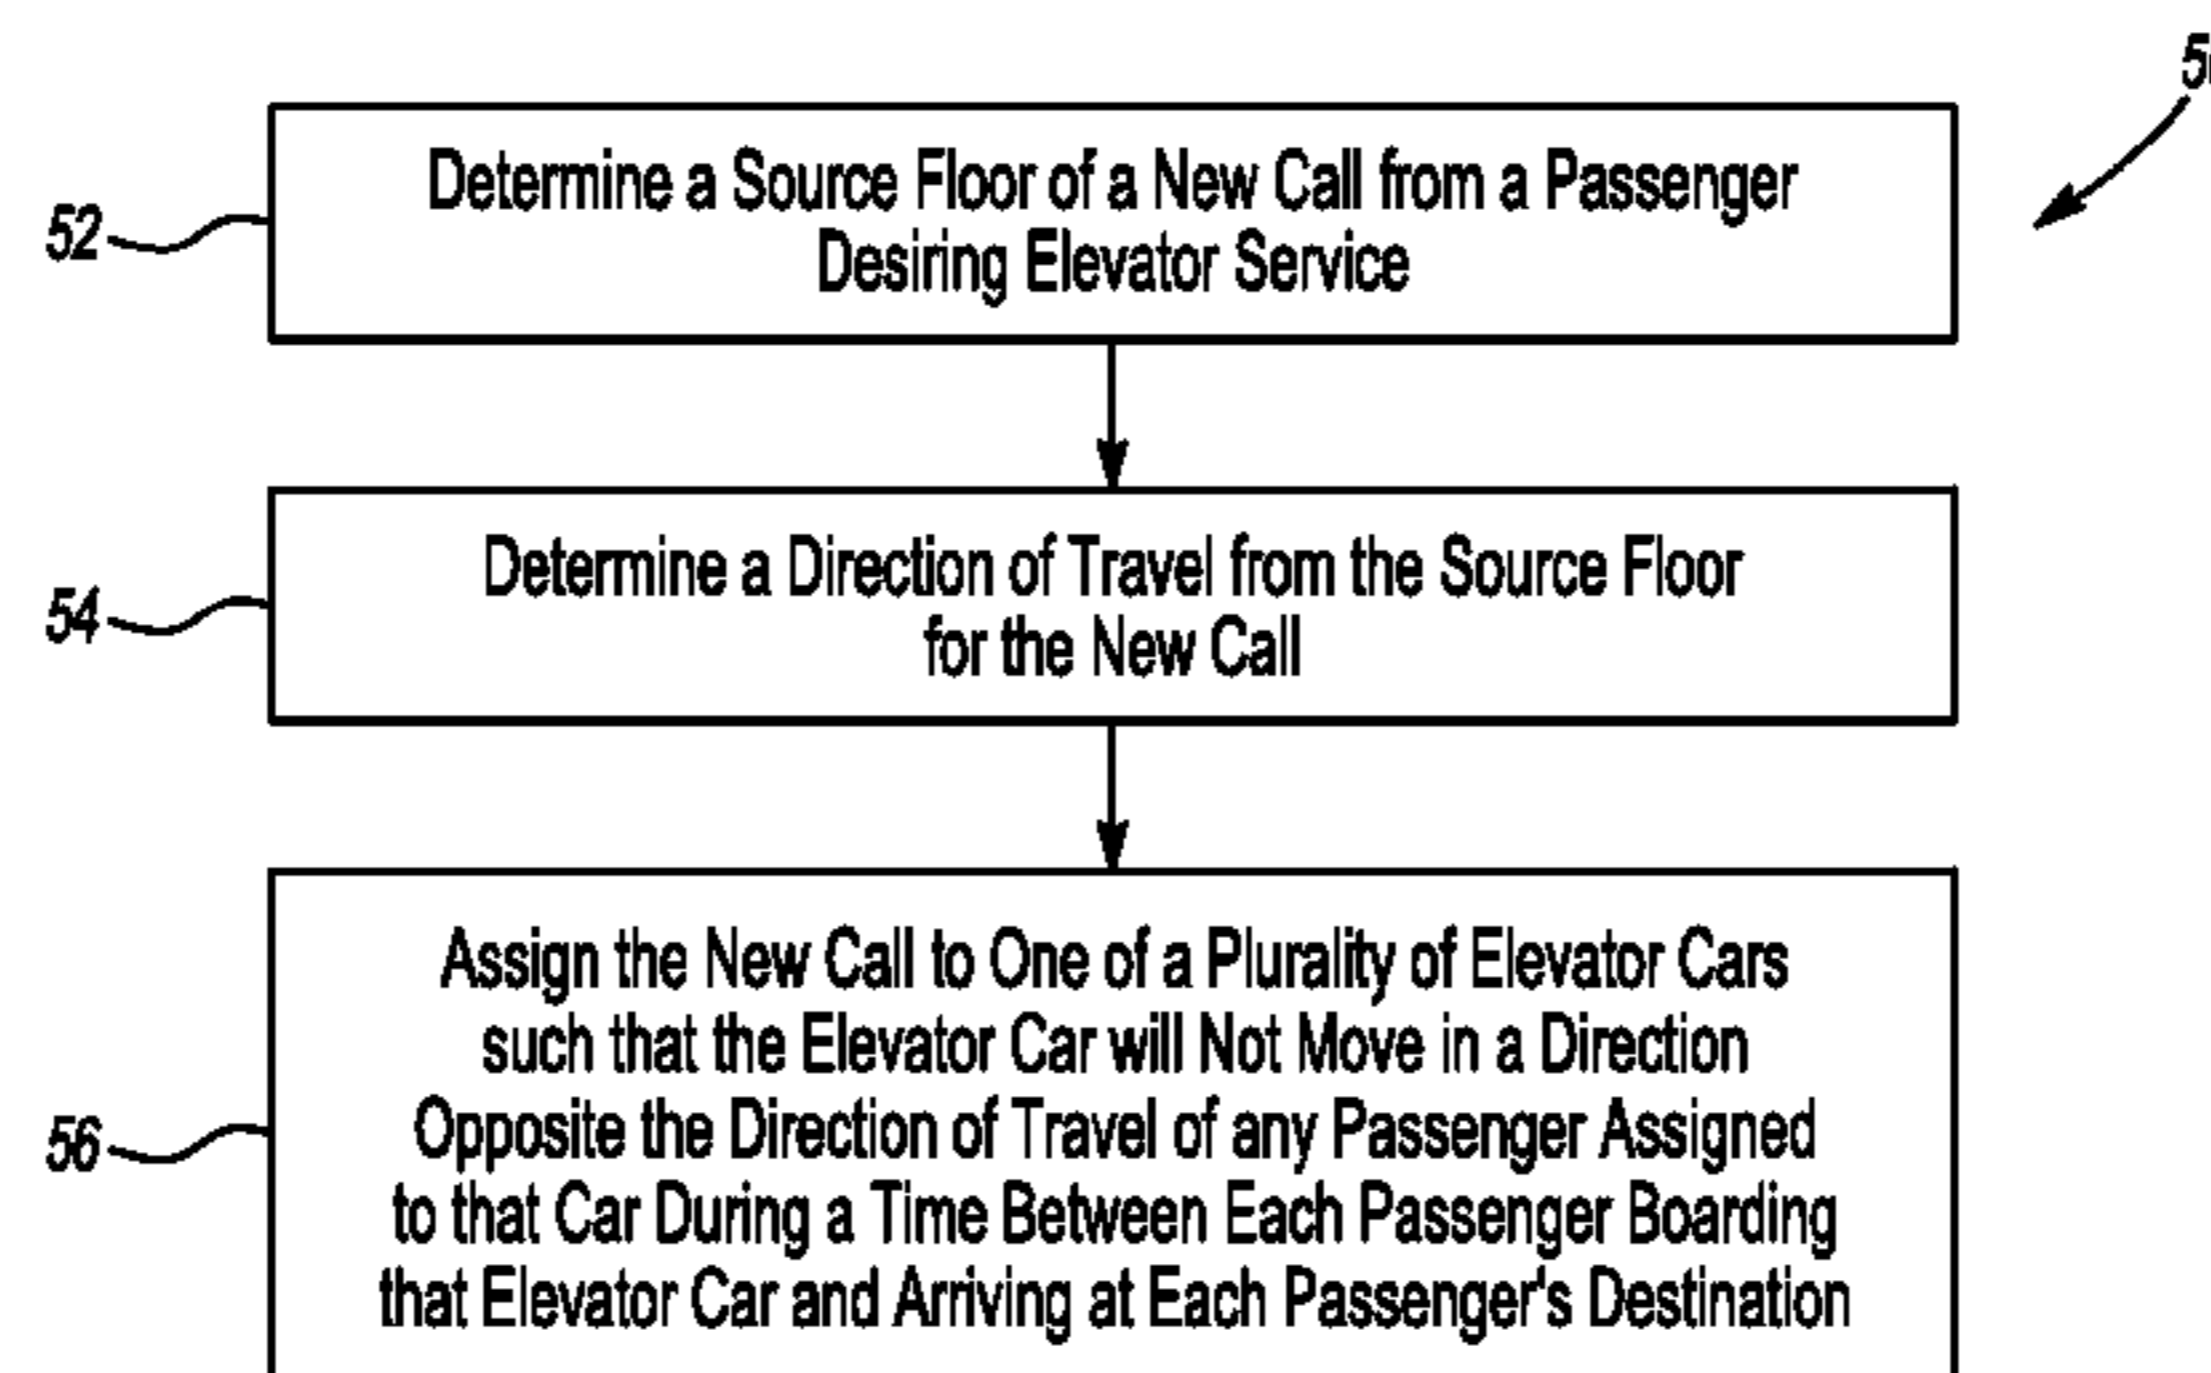 52
Determine a Source Floor of a New Call from a Passenger
Desiring Elevator Service
54
Determine a Direction of Travel from the Source Floor
for the New Call
56
Assign the New Call to One of a Plurality of Elevator Cars
such that the Elevator Car will Not Move in a Direction
Opposite the Direction of Travel of any Passenger Assigned
to that Car During a Time Between Each Passenger Boarding
that Elevator Car and Arriving at Each Passenger's Destination